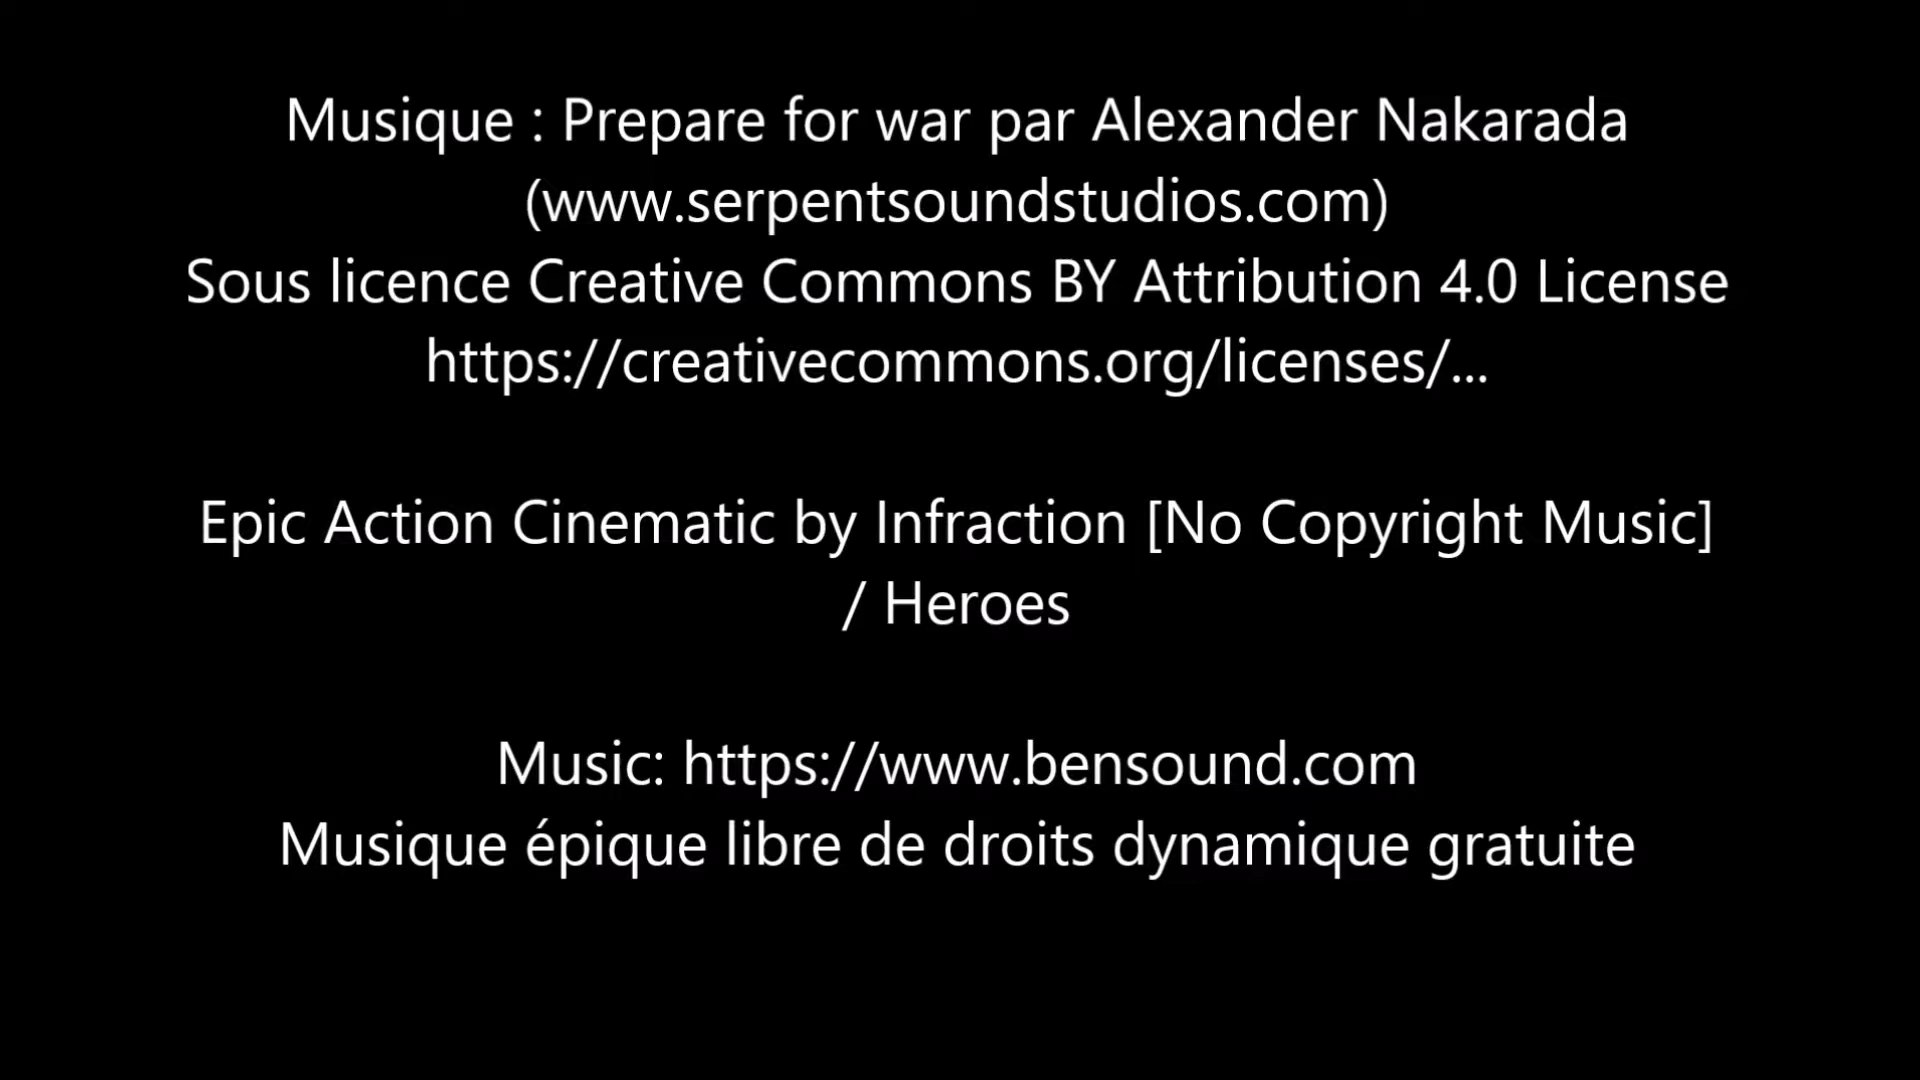 Musique : Prepare for war par Alexander Nakarada
(www.serpentsoundstudios.com)
Sous licence Creative Commons BY Attribution 4.0 License
https://creativecommons.org/licenses/...
Epic Action Cinematic by Infraction [No Copyright Music]
/ Heroes
Music: https://www.bensound.com
Musique épique libre de droits dynamique gratuite